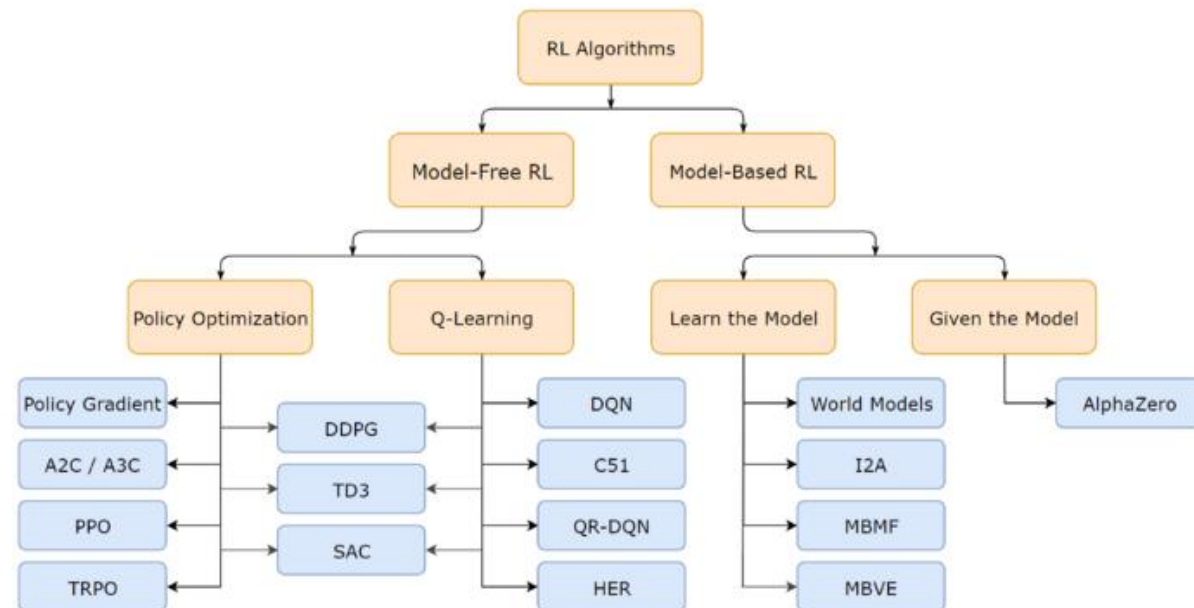 RL Algorithms
Model-Free RL
Model-Based RL
Policy Optimization
Q-Learning
Learn the Model
Given the Model
Policy Gradient
DDPG
DQN
World Models
AlphaZero
A2C / A3C
TD3
C51
I2A
PPO
SAC
QR-DQN
MBMF
TRPO
HER
MBVE